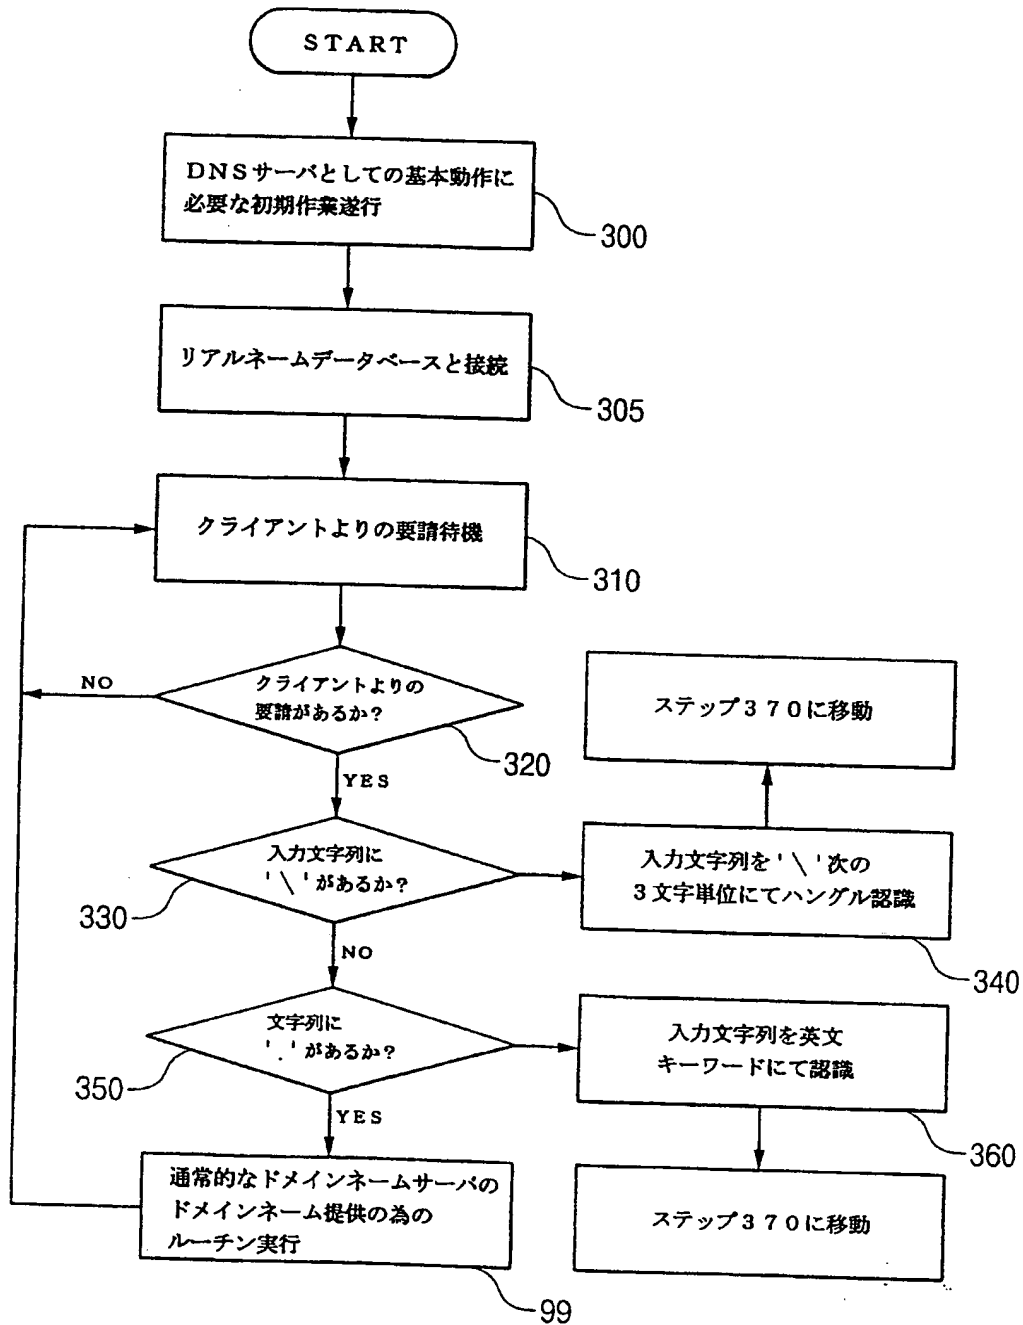 START
DNSサーバとしての基本動作に
必要な初期作業遂行
300
リアルネームデータベースと接続
305
クライアントよりの要請待機
310
クライアントよりの
要請があるか?
NO
320
YES
ステップ370に移動
入力文字列に
'\'があるか?
330
入力文字列を'\'次の
3文字単位にてハングル認識
340
NO
文字列に
'.'があるか?
350
入力文字列を英文
キーワードにて認識
360
YES
通常的なドメインネームサーバの
ドメインネーム提供の為の
ルーチン実行
99
ステップ370に移動